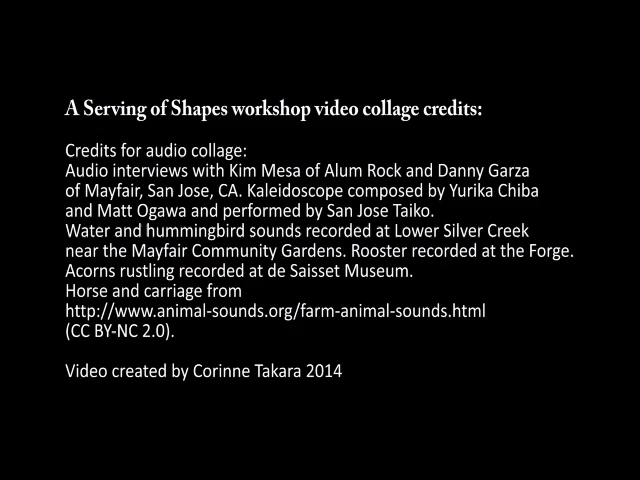 A Serving of Shapes workshop video collage credits:
Credits for audio collage:
Audio interviews with Kim Mesa of Alum Rock and Danny Garza
of Mayfair, San Jose, CA. Kaleidoscope composed by Yurika Chiba
and Matt Ogawa and performed by San Jose Taiko.
Water and hummingbird sounds recorded at Lower Silver Creek
near the Mayfair Community Gardens. Rooster recorded at the Forge.
Acorns rustling recorded at de Saisset Museum.
Horse and carriage from
http://www.animal-sounds.org/farm-animal-sounds.html
(CC BY-NC 2.0).
Video created by Corinne Takara 2014